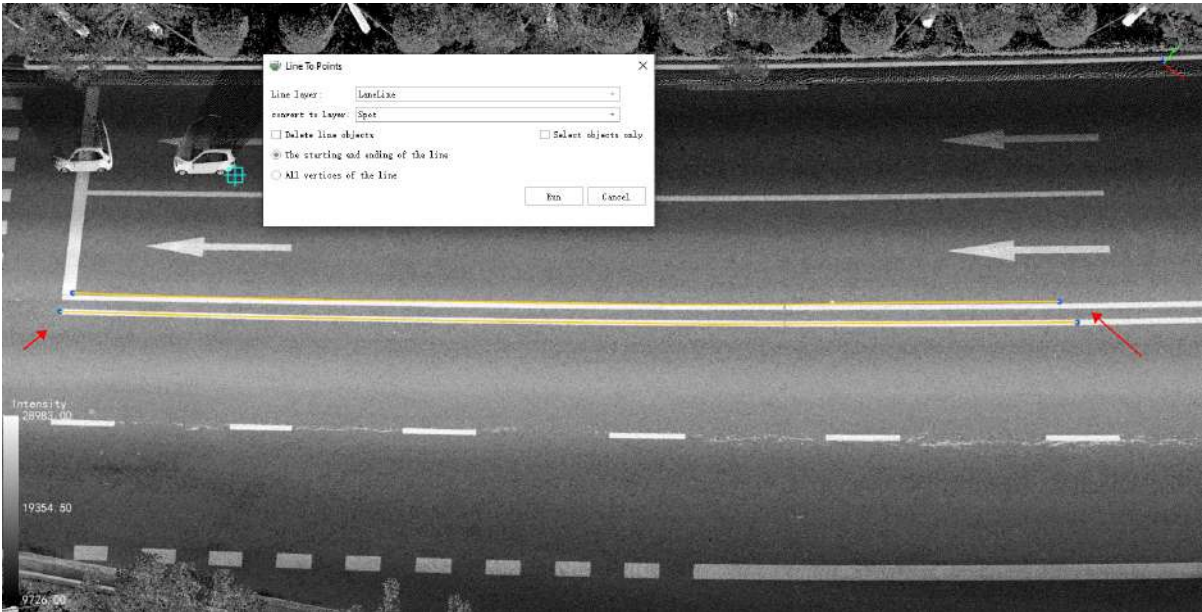 Line To Points
Line layer: LaneLine
convert to layer: Spot
Delete line objects Select objects only
The starting and ending of the line
All vertices of the line
Run Cancel
Intensity
28983.00
19354.50
9726.00